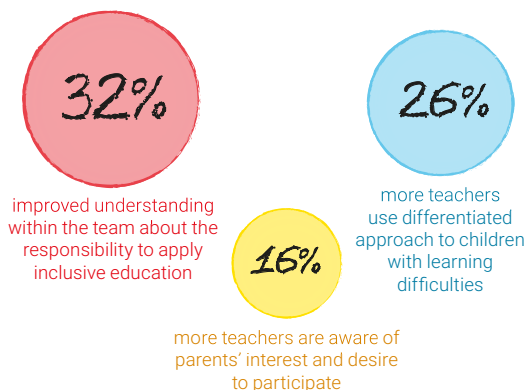 32%
improved understanding
within the team about the
responsibility to apply
inclusive education
26%
more teachers
use differentiated
approach to children
with learning
difficulties
16%
more teachers are aware of
parents’ interest and desire
to participate